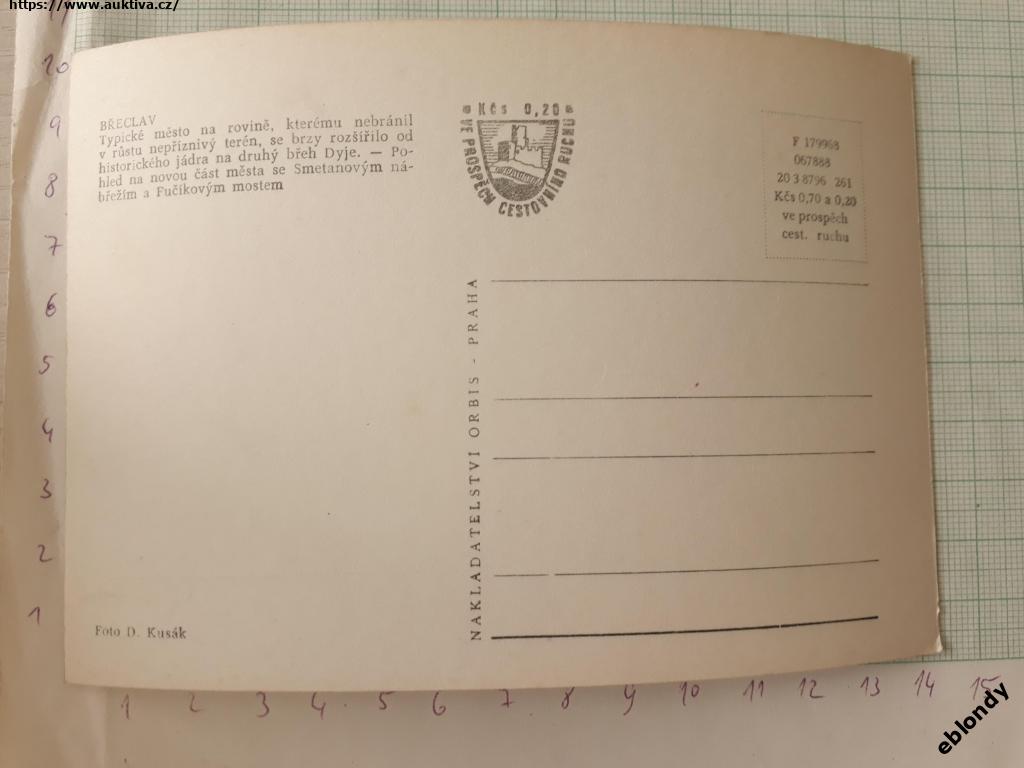 https://www.auktiva.cz/
BŘECLAV
Typické město na rovině, kterému nebránil
v růstu nepříznivý terén, se brzy rozšířilo od
historického jádra na druhý břeh Dyje. — Po-
hled na novou část města se Smetanovým ná-
břežím a Fučíkovým mostem
Kčs 0,20
VE PROSPĚCH CESTOVNÍHO RUCHU
F 179968
067888
20 3 8796 261
Kčs 0,70 a 0,20
ve prospěch
cest. ruchu
NAKLADATELSTVI ORBIS - PRAHA
Foto D. Kusák
11
10
9
8
7
6
5
4
3
2
1
1 2 3 4 5 6 7 8 9 10 11 12 13 14 15
eblondy